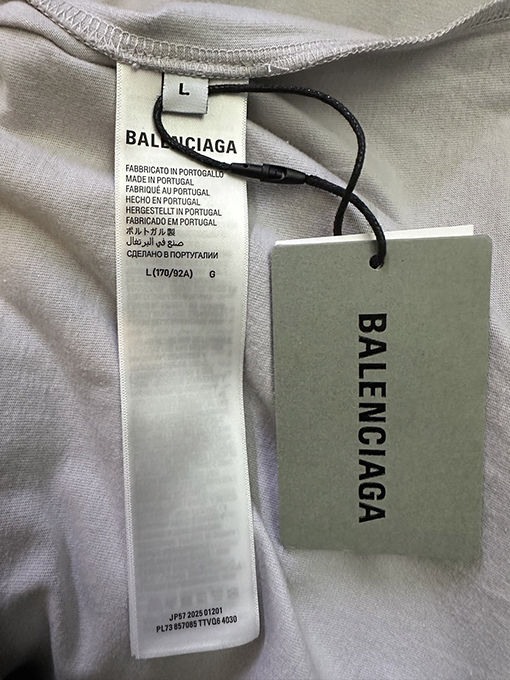 L
BALENCIAGA
FABBRICATO IN PORTOGALLO
MADE IN PORTUGAL
FABRIQUÉ AU PORTUGAL
HECHO EN PORTUGAL
HERGESTELLT IN PORTUGAL
FABRICADO EM PORTUGAL
ポルトガル製
صنع في البرتغال
СДЕЛАНО В ПОРТУГАЛИИ
L (170/92A) G
JP57 2025 01201
PL73 657085 TTVQ6 4030
BALENCIAGA